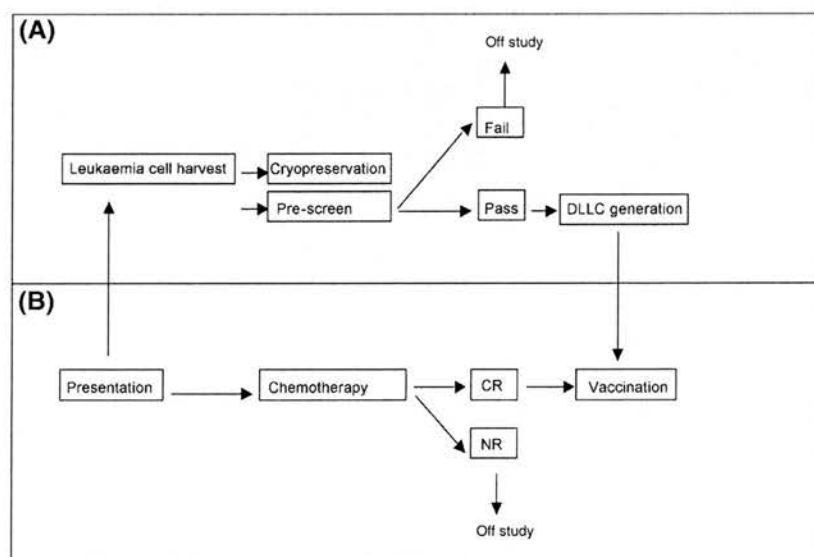 (A)
Off study
Fail
Leukaemia cell harvest
Cryopreservation
Pre-screen
Pass
DLLC generation
(B)
Presentation
Chemotherapy
CR
Vaccination
NR
Off study